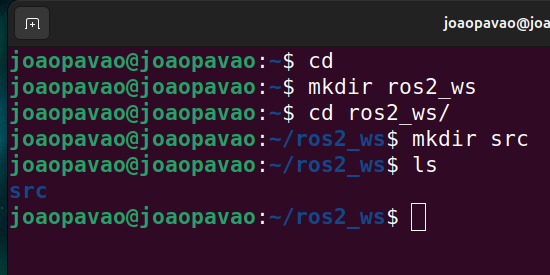 joaopavao@joa
joaopavao@joaopavao:~$ cd
joaopavao@joaopavao:~$ mkdir ros2_ws
joaopavao@joaopavao:~$ cd ros2_ws/
joaopavao@joaopavao:~/ros2_ws$ mkdir src
joaopavao@joaopavao:~/ros2_ws$ ls
src
joaopavao@joaopavao:~/ros2_ws$